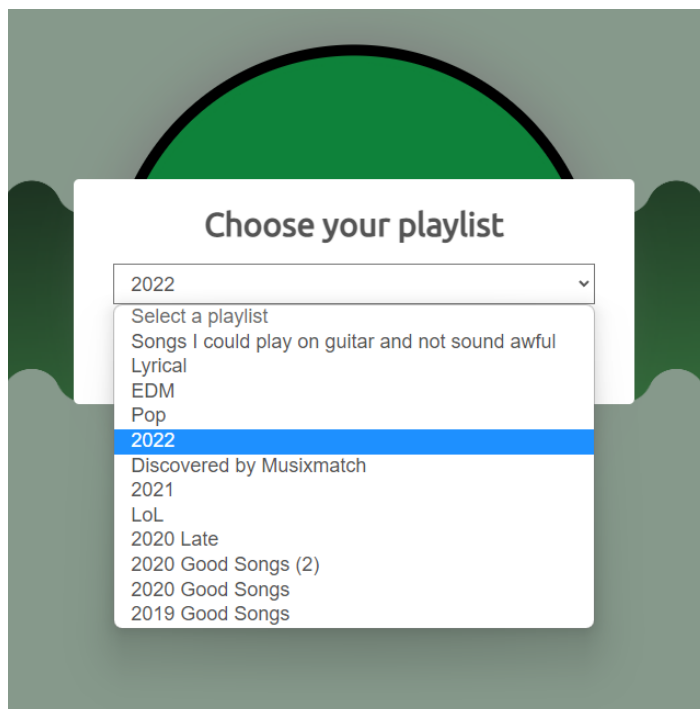 Choose your playlist
2022
Select a playlist
Songs I could play on guitar and not sound awful
Lyrical
EDM
Pop
2022
Discovered by Musixmatch
2021
LoL
2020 Late
2020 Good Songs (2)
2020 Good Songs
2019 Good Songs